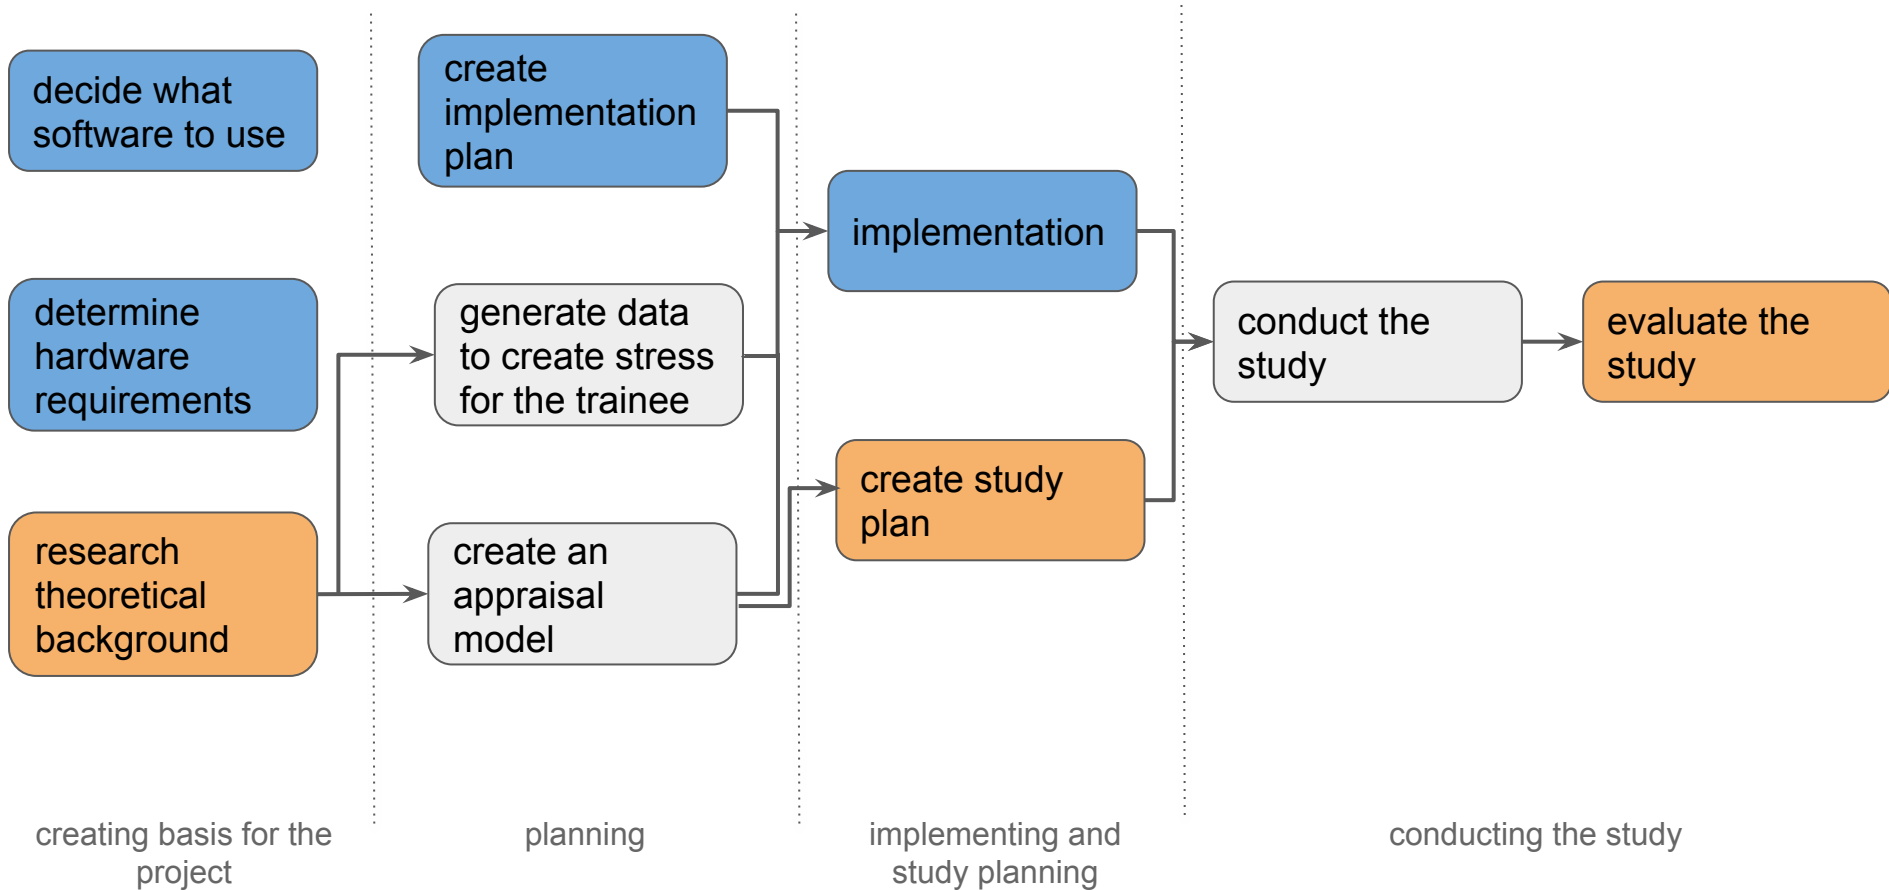 decide what
software to use
determine
hardware
requirements
research
theoretical
background
create
implementation
plan
generate data
to create stress
for the trainee
create an
appraisal
model
implementation
create study
plan
conduct the
study
evaluate the
study
creating basis for the
project
planning
implementing and
study planning
conducting the study